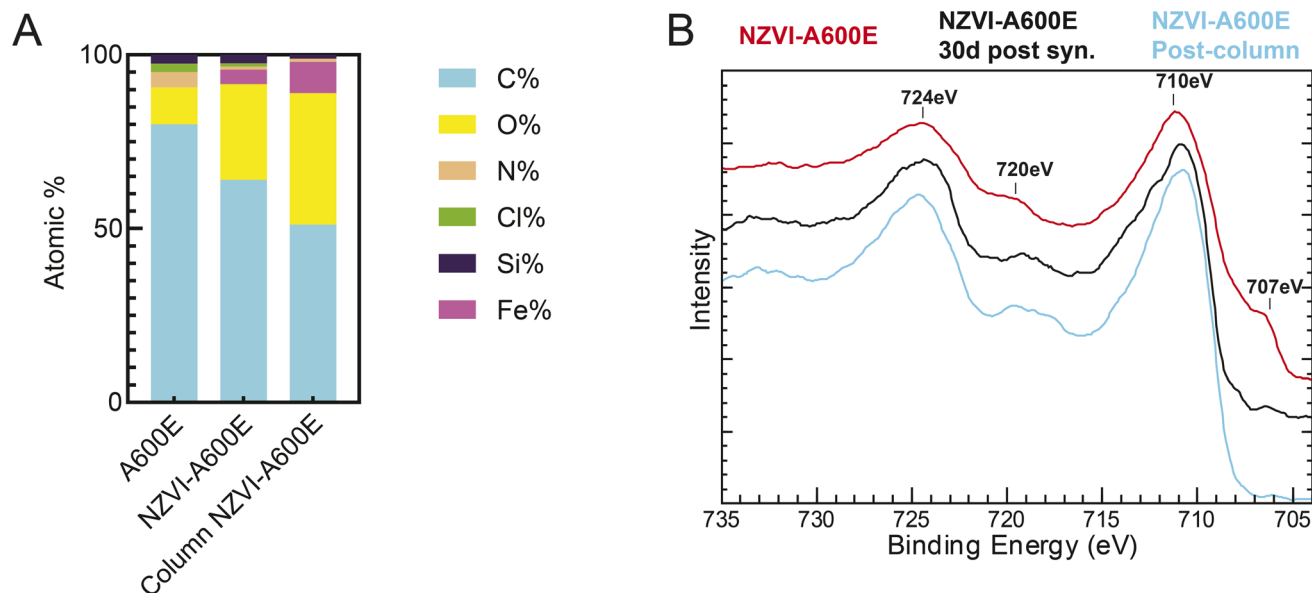 A
Atomic %
100
50
0
A600E
NZVI-A600E
Column NZVI-A600E
C%
O%
N%
Cl%
Si%
Fe%
B
NZVI-A600E
NZVI-A600E
30d post syn.
NZVI-A600E
Post-column
724eV
720eV
710eV
707eV
Intensity
735
730
725
720
715
710
705
Binding Energy (eV)